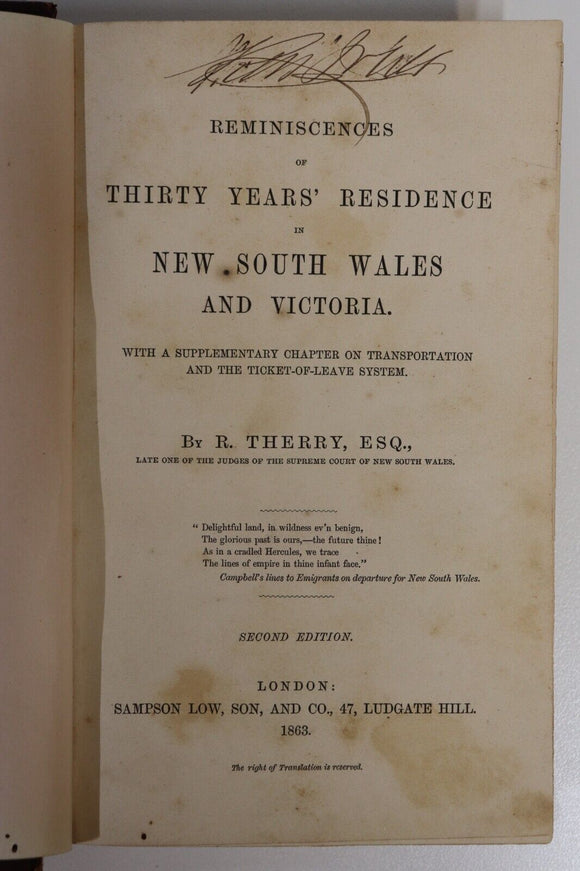 REMINISCENCES
OF
THIRTY YEARS' RESIDENCE
IN
NEW SOUTH WALES
AND VICTORIA.
WITH A SUPPLEMENTARY CHAPTER ON TRANSPORTATION
AND THE TICKET-OF-LEAVE SYSTEM.
BY R. THERRY, ESQ.,
LATE ONE OF THE JUDGES OF THE SUPREME COURT OF NEW SOUTH WALES.
"Delightful land, in wildness ev'n benign,
The glorious past is ours,—the future thine!
As in a cradled Hercules, we trace
The lines of empire in thine infant face."
Campbell's lines to Emigrants on departure for New South Wales.
SECOND EDITION.
LONDON:
SAMPSON LOW, SON, AND CO., 47, LUDGATE HILL.
1863.
The right of Translation is reserved.